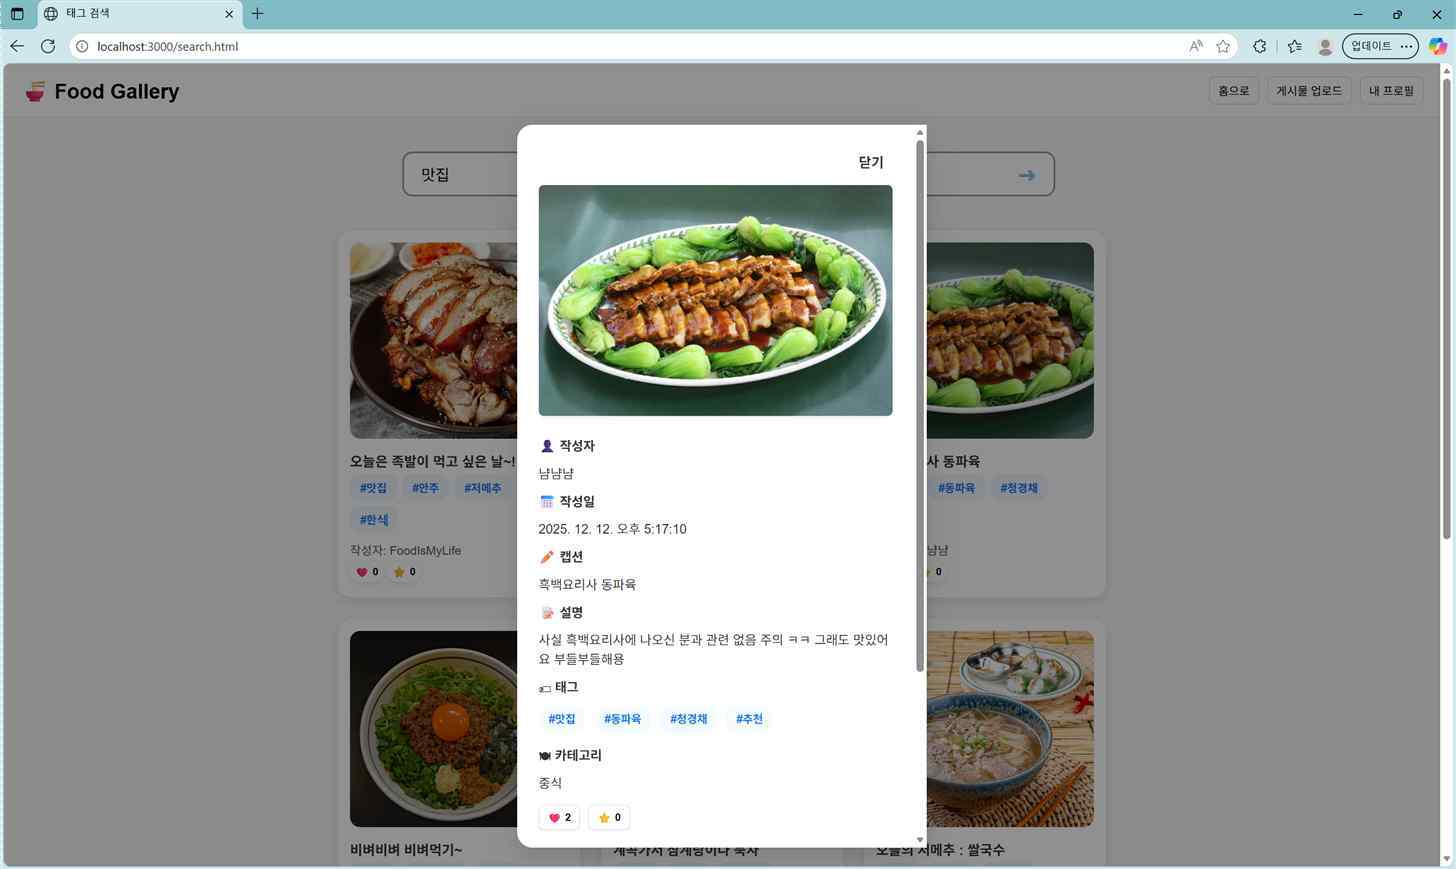 태그 검색
localhost:3000/search.html
업데이트
Food Gallery
홈으로
게시물 업로드
내 프로필
맛집
닫기
오늘은 족발이 먹고 싶은 날~!
#맛집 #안주 #저메추
#한식
작성자: FoodIsMyLife
0 0
작성자
냠냠냠
작성일
2025. 12. 12. 오후 5:17:10
캡션
흑백요리사 동파육
설명
사실 흑백요리사에 나오신 분과 관련 없음 주의 ㅋㅋ 그래도 맛있어
요 부들부들해용
태그
#맛집 #동파육 #청경채 #추천
카테고리
중식
2 0
사 동파육
#동파육 #청경채
냠냠
0
비벼비벼 비벼먹기~
오늘의 저메추 : 쌀국수